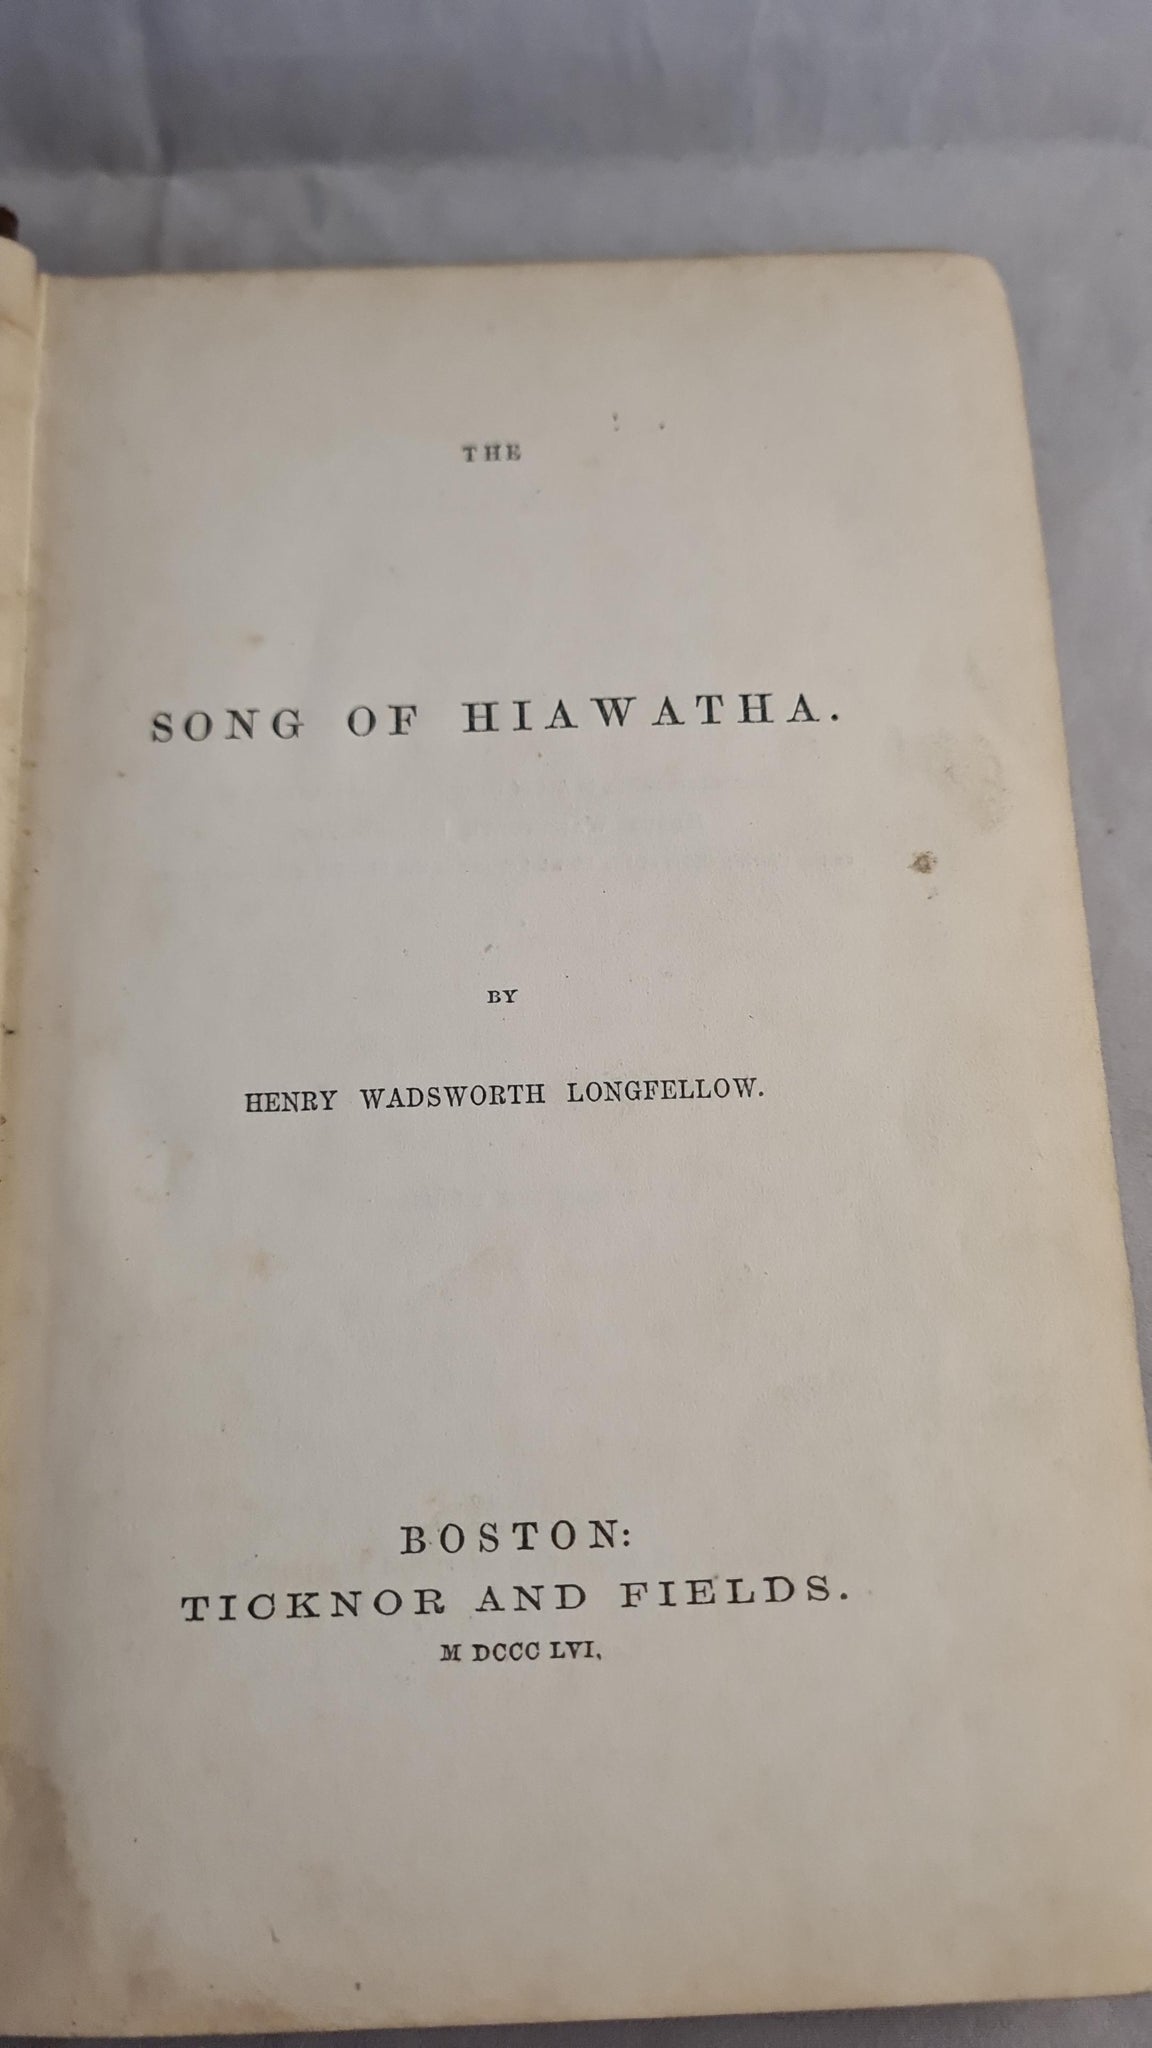 THE
SONG OF HIAWATHA.
BY
HENRY WADSWORTH LONGFELLOW.
BOSTON:
TICKNOR AND FIELDS.
M DCCC LVI.